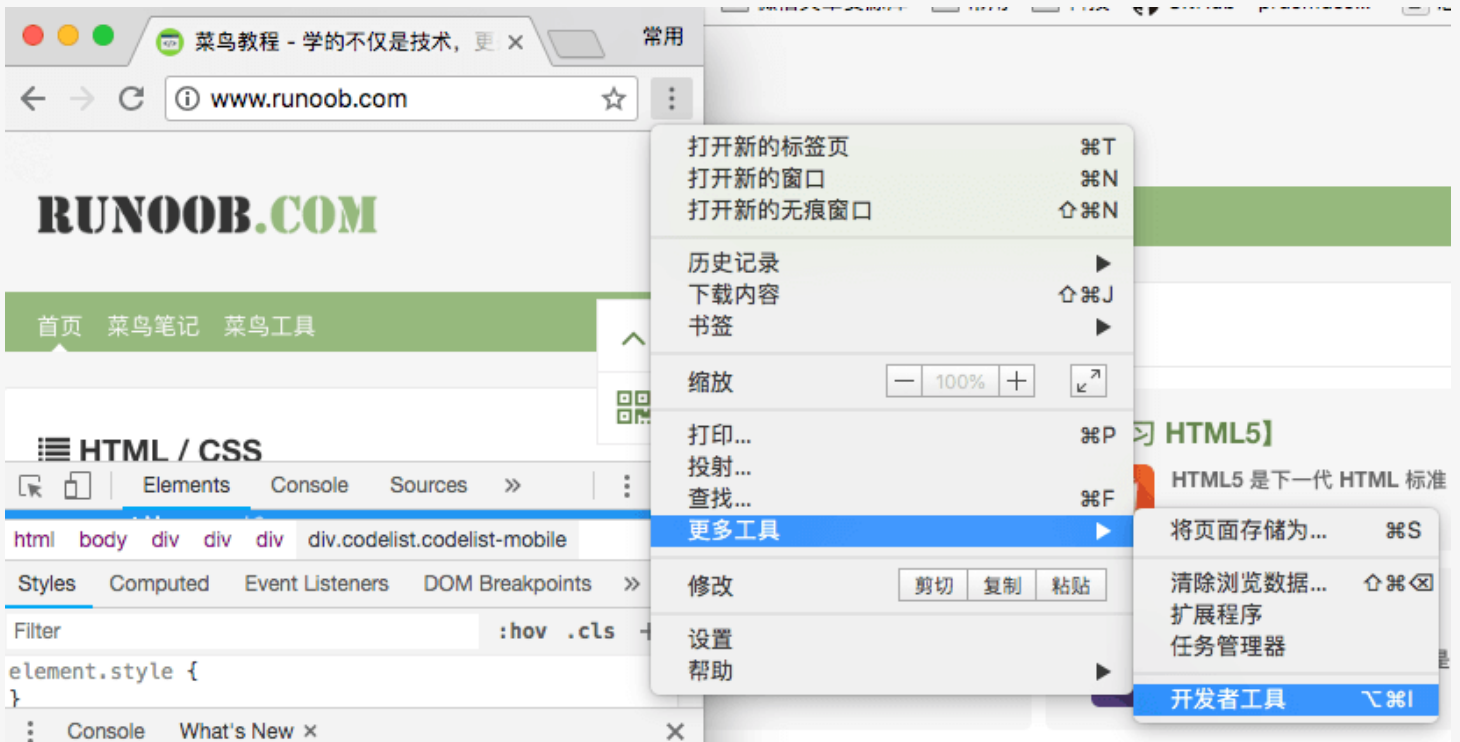 菜鸟教程 - 学的不仅是技术，更
常用
www.runoob.com
RUNOOB.COM
首页 菜鸟笔记 菜鸟工具
HTML / CSS
Elements Console Sources »
html body div div div div.codelist.codelist-mobile
Styles Computed Event Listeners DOM Breakpoints »
Filter :hov .cls +
element.style {
}
Console What's New ×
打开新的标签页 ⌘T
打开新的窗口 ⌘N
打开新的无痕窗口 ⇧⌘N
历史记录 ▶
下载内容 ⇧⌘J
书签 ▶
缩放 — 100% +
打印... ⌘P
投射...
查找... ⌘F
更多工具 ▶
修改 剪切 复制 粘贴
设置
帮助 ▶
将页面存储为... ⌘S
清除浏览数据... ⇧⌘⌫
扩展程序
任务管理器
开发者工具 ⌥⌘I
习 HTML5】
HTML5 是下一代 HTML 标准
是